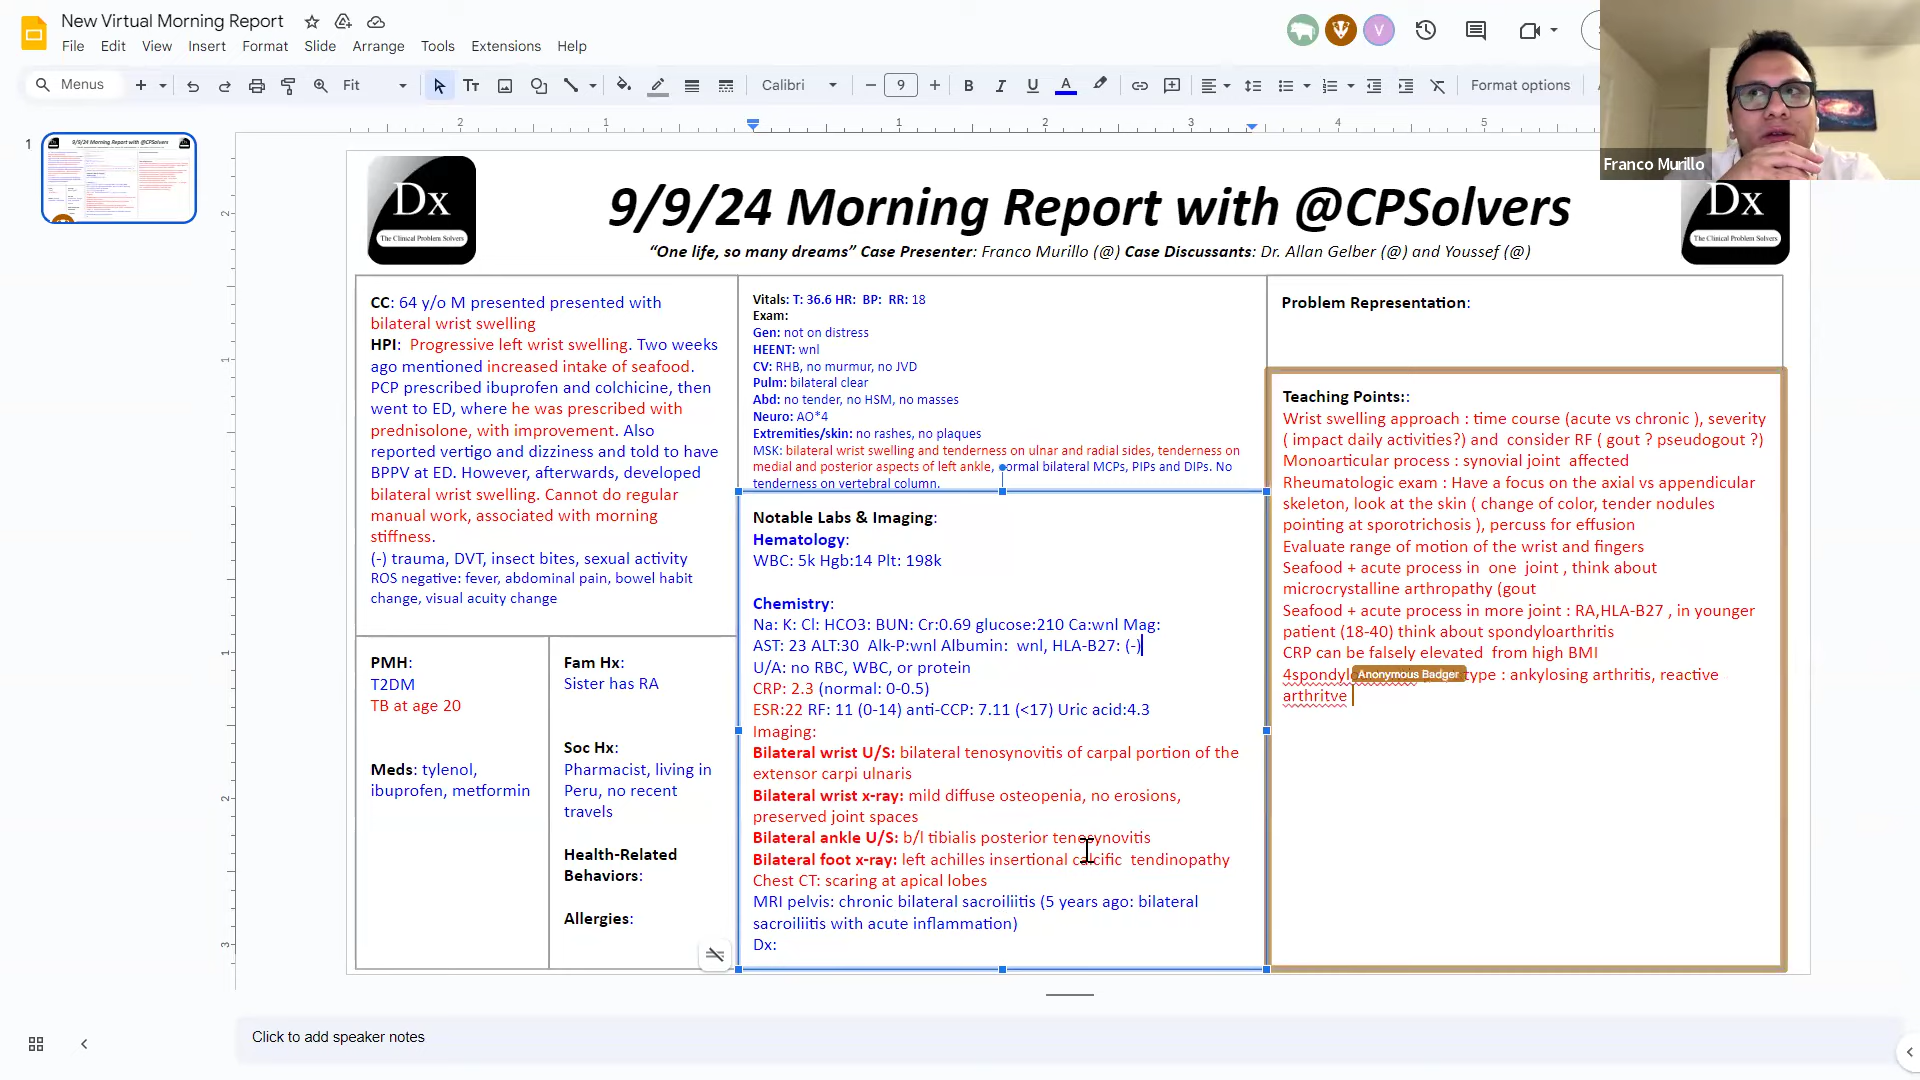 New Virtual Morning Report
File Edit View Insert Format Slide Arrange Tools Extensions Help
V
Menus
Fit
Calibri
9
Format options
Franco Murillo
2 1 1 2 3 4 5
1
Dx
The Clinical Problem Solvers
9/9/24 Morning Report with @CPSolvers
“One life, so many dreams” Case Presenter: Franco Murillo (@) Case Discussants: Dr. Allan Gelber (@) and Youssef (@)
Dx
The Clinical Problem Solvers
CC: 64 y/o M presented presented with
bilateral wrist swelling
HPI: Progressive left wrist swelling. Two weeks
ago mentioned increased intake of seafood.
PCP prescribed ibuprofen and colchicine, then
went to ED, where he was prescribed with
prednisolone, with improvement. Also
reported vertigo and dizziness and told to have
BPPV at ED. However, afterwards, developed
bilateral wrist swelling. Cannot do regular
manual work, associated with morning
stiffness.
(-) trauma, DVT, insect bites, sexual activity
ROS negative: fever, abdominal pain, bowel habit
change, visual acuity change
PMH:
T2DM
TB at age 20
Meds: tylenol,
ibuprofen, metformin
Fam Hx:
Sister has RA
Soc Hx:
Pharmacist, living in
Peru, no recent
travels
Health-Related
Behaviors:
Allergies:
Vitals: T: 36.6 HR: BP: RR: 18
Exam:
Gen: not on distress
HEENT: wnl
CV: RHB, no murmur, no JVD
Pulm: bilateral clear
Abd: no tender, no HSM, no masses
Neuro: AO*4
Extremities/skin: no rashes, no plaques
MSK: bilateral wrist swelling and tenderness on ulnar and radial sides, tenderness on
medial and posterior aspects of left ankle, ormal bilateral MCPs, PIPs and DIPs. No
tenderness on vertebral column.
Notable Labs & Imaging:
Hematology:
WBC: 5k Hgb:14 Plt: 198k
Chemistry:
Na: K: Cl: HCO3: BUN: Cr:0.69 glucose:210 Ca:wnl Mag:
AST: 23 ALT:30 Alk-P:wnl Albumin: wnl, HLA-B27: (-)
U/A: no RBC, WBC, or protein
CRP: 2.3 (normal: 0-0.5)
ESR:22 RF: 11 (0-14) anti-CCP: 7.11 (<17) Uric acid:4.3
Imaging:
Bilateral wrist U/S: bilateral tenosynovitis of carpal portion of the
extensor carpi ulnaris
Bilateral wrist x-ray: mild diffuse osteopenia, no erosions,
preserved joint spaces
Bilateral ankle U/S: b/l tibialis posterior tenosynovitis
Bilateral foot x-ray: left achilles insertional calcific tendinopathy
Chest CT: scaring at apical lobes
MRI pelvis: chronic bilateral sacroiliitis (5 years ago: bilateral
sacroiliitis with acute inflammation)
Dx:
Problem Representation:
Teaching Points::
Wrist swelling approach : time course (acute vs chronic ), severity
( impact daily activities?) and consider RF ( gout ? pseudogout ?)
Monoarticular process : synovial joint affected
Rheumatologic exam : Have a focus on the axial vs appendicular
skeleton, look at the skin ( change of color, tender nodules
pointing at sporotrichosis ), percuss for effusion
Evaluate range of motion of the wrist and fingers
Seafood + acute process in one joint , think about
microcrystalline arthropathy (gout
Seafood + acute process in more joint : RA,HLA-B27 , in younger
patient (18-40) think about spondyloarthritis
CRP can be falsely elevated from high BMI
4spondyl Anonymous Badger type : ankylosing arthritis, reactive
arthritve
2
1
1
2
3
Click to add speaker notes